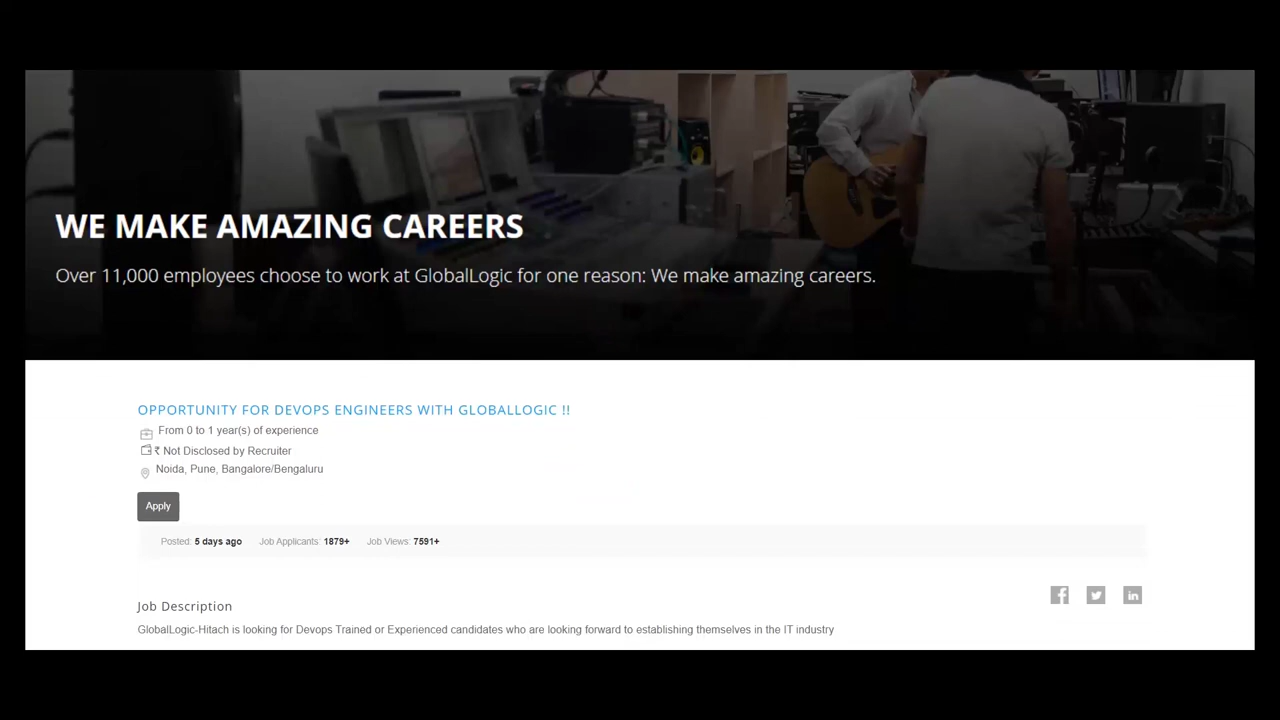 WE MAKE AMAZING CAREERS
Over 11,000 employees choose to work at GlobalLogic for one reason: We make amazing careers.
OPPORTUNITY FOR DEVOPS ENGINEERS WITH GLOBALLOGIC !!
From 0 to 1 year(s) of experience
₹ Not Disclosed by Recruiter
Noida, Pune, Bangalore/Bengaluru
Apply
Posted: 5 days ago Job Applicants: 1879+ Job Views: 7591+
Job Description
GlobalLogic-Hitach is looking for Devops Trained or Experienced candidates who are looking forward to establishing themselves in the IT industry